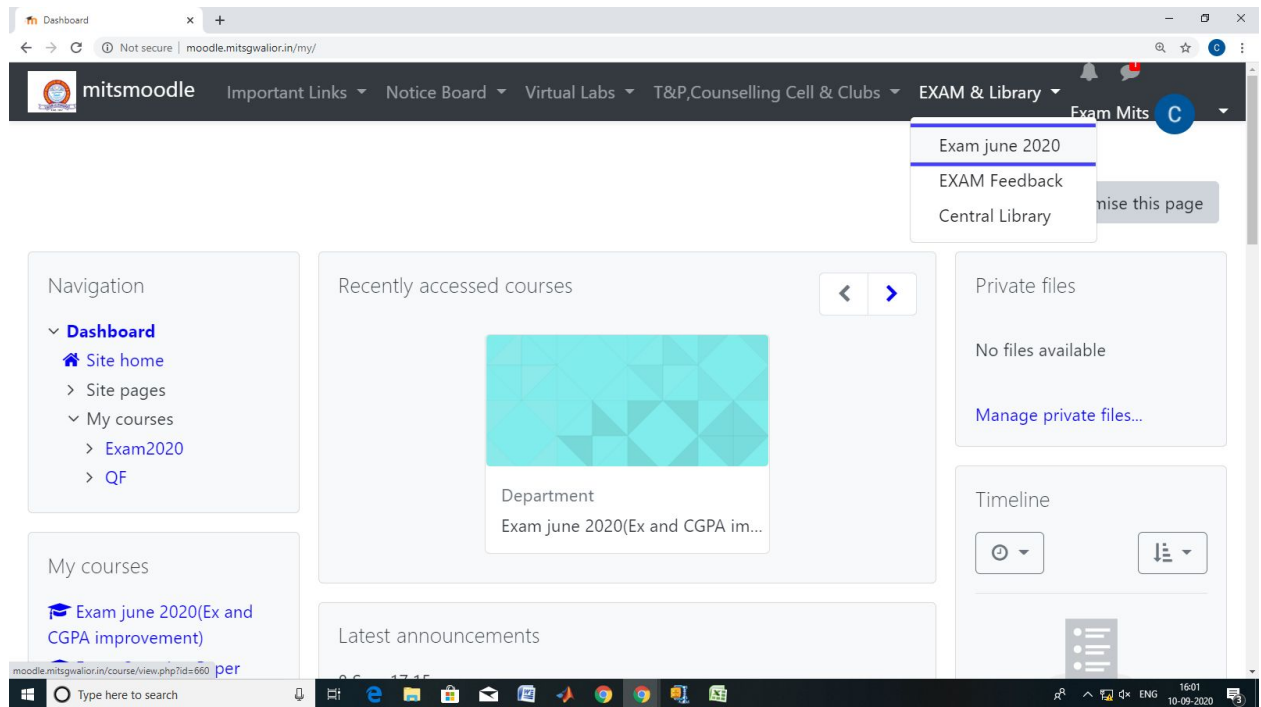 Dashboard
Not secure | moodle.mitsgwalior.in/my/
C
mitsmoodle Important Links Notice Board Virtual Labs T&P,Counselling Cell & Clubs EXAM & Library
Exam Mits C
Exam june 2020
EXAM Feedback
Central Library
mise this page
Navigation
Dashboard
Site home
Site pages
My courses
Exam2020
QF
My courses
Exam june 2020(Ex and
CGPA improvement)
per
Recently accessed courses
Department
Exam june 2020(Ex and CGPA im...
Latest announcements
17:15
Private files
No files available
Manage private files...
Timeline
moodle.mitsgwalior.in/course/view.php?id=660
Type here to search
ENG
16:01
10-09-2020